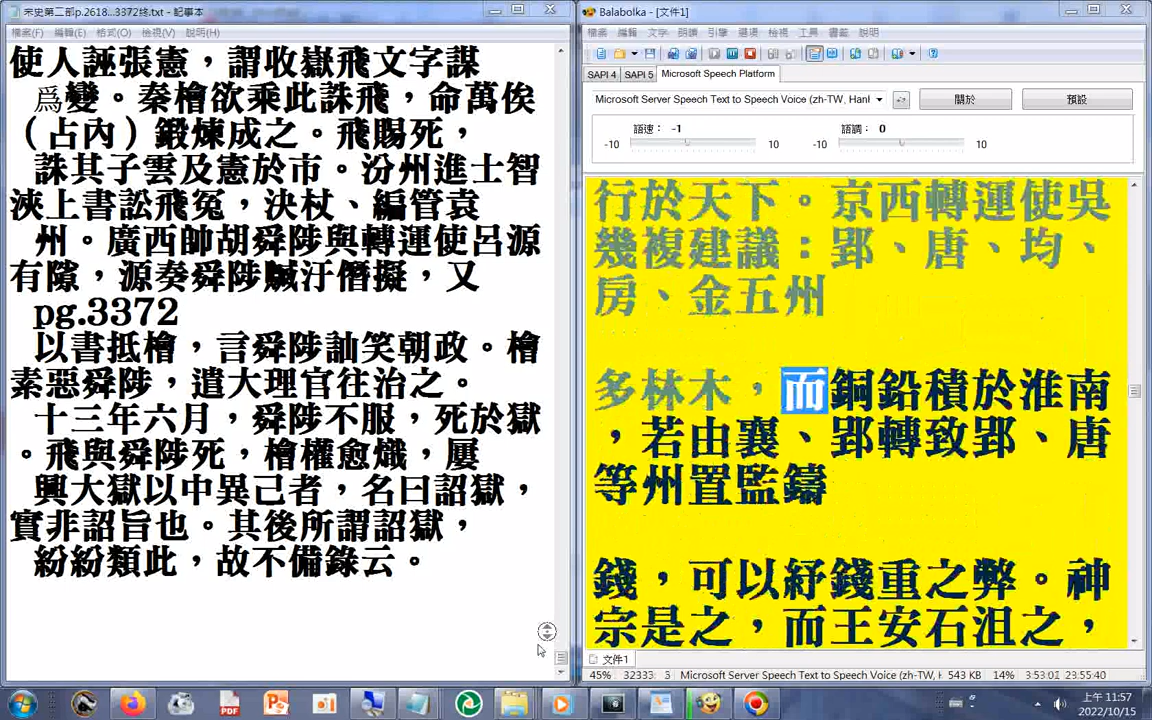 宋史第二部p.2618...3372終.txt - 記事本
檔案(F) 編輯(E) 格式(O) 檢視(V) 說明(H)
使人誣張憲，謂收嶽飛文字謀
爲變。秦檜欲乘此誅飛，命萬俟
（占內）鍛煉成之。飛賜死，
誅其子雲及憲於市。汾州進士智
浹上書訟飛冤，決杖、編管袁
州。廣西帥胡舜陟與轉運使呂源
有隙，源奏舜陟贓汙僭擬，又
pg.3372
以書抵檜，言舜陟訕笑朝政。檜
素惡舜陟，遣大理官往治之。
十三年六月，舜陟不服，死於獄
。飛與舜陟死，檜權愈熾，屢
興大獄以中異己者，名曰詔獄，
實非詔旨也。其後所謂詔獄，
紛紛類此，故不備錄云。
Balabolka - [文件1]
檔案 編輯 文字 朗讀 引擎 選項 檢視 工具 書籤 說明
SAPI 4 SAPI 5 Microsoft Speech Platform
Microsoft Server Speech Text to Speech Voice (zh-TW, Hanl
關於 預設
語速： -1 語調： 0
-10 10 -10 10
行於天下。京西轉運使吳
幾複建議：郢、唐、均、
房、金五州
多林木，而銅鉛積於淮南
，若由襄、郢轉致郢、唐
等州置監鑄
錢，可以紓錢重之弊。神
宗是之，而王安石沮之，
文件1
45% 32333: 3 Microsoft Speech Platform Microsoft Server Speech Text to Speech Voice (zh-TW, H 543 KB 14% 3:53:01 23:55:40
上午 11:57
2022/10/15